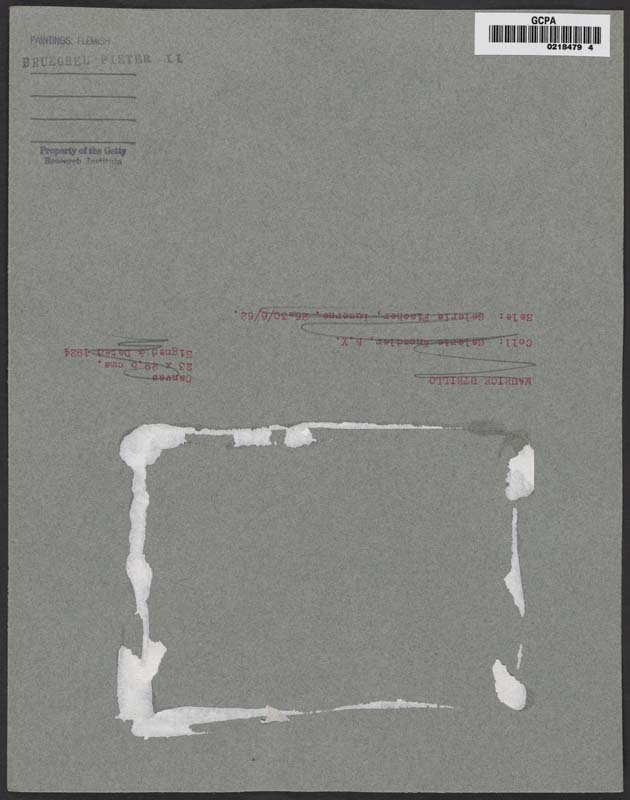 GCPA
0218479 4
PAINTINGS: FLEMISH
BRUEGHEL PIETER II
Property of the Getty
Research Institute
MAURICE UTRILLO
Canvas
23 x 29.5 cms.
Signed & Dated 1924
Coll: Galerie Knoedler, N.Y.
Sale: Galerie Fischer, Lucerne, 26-30/6/62.